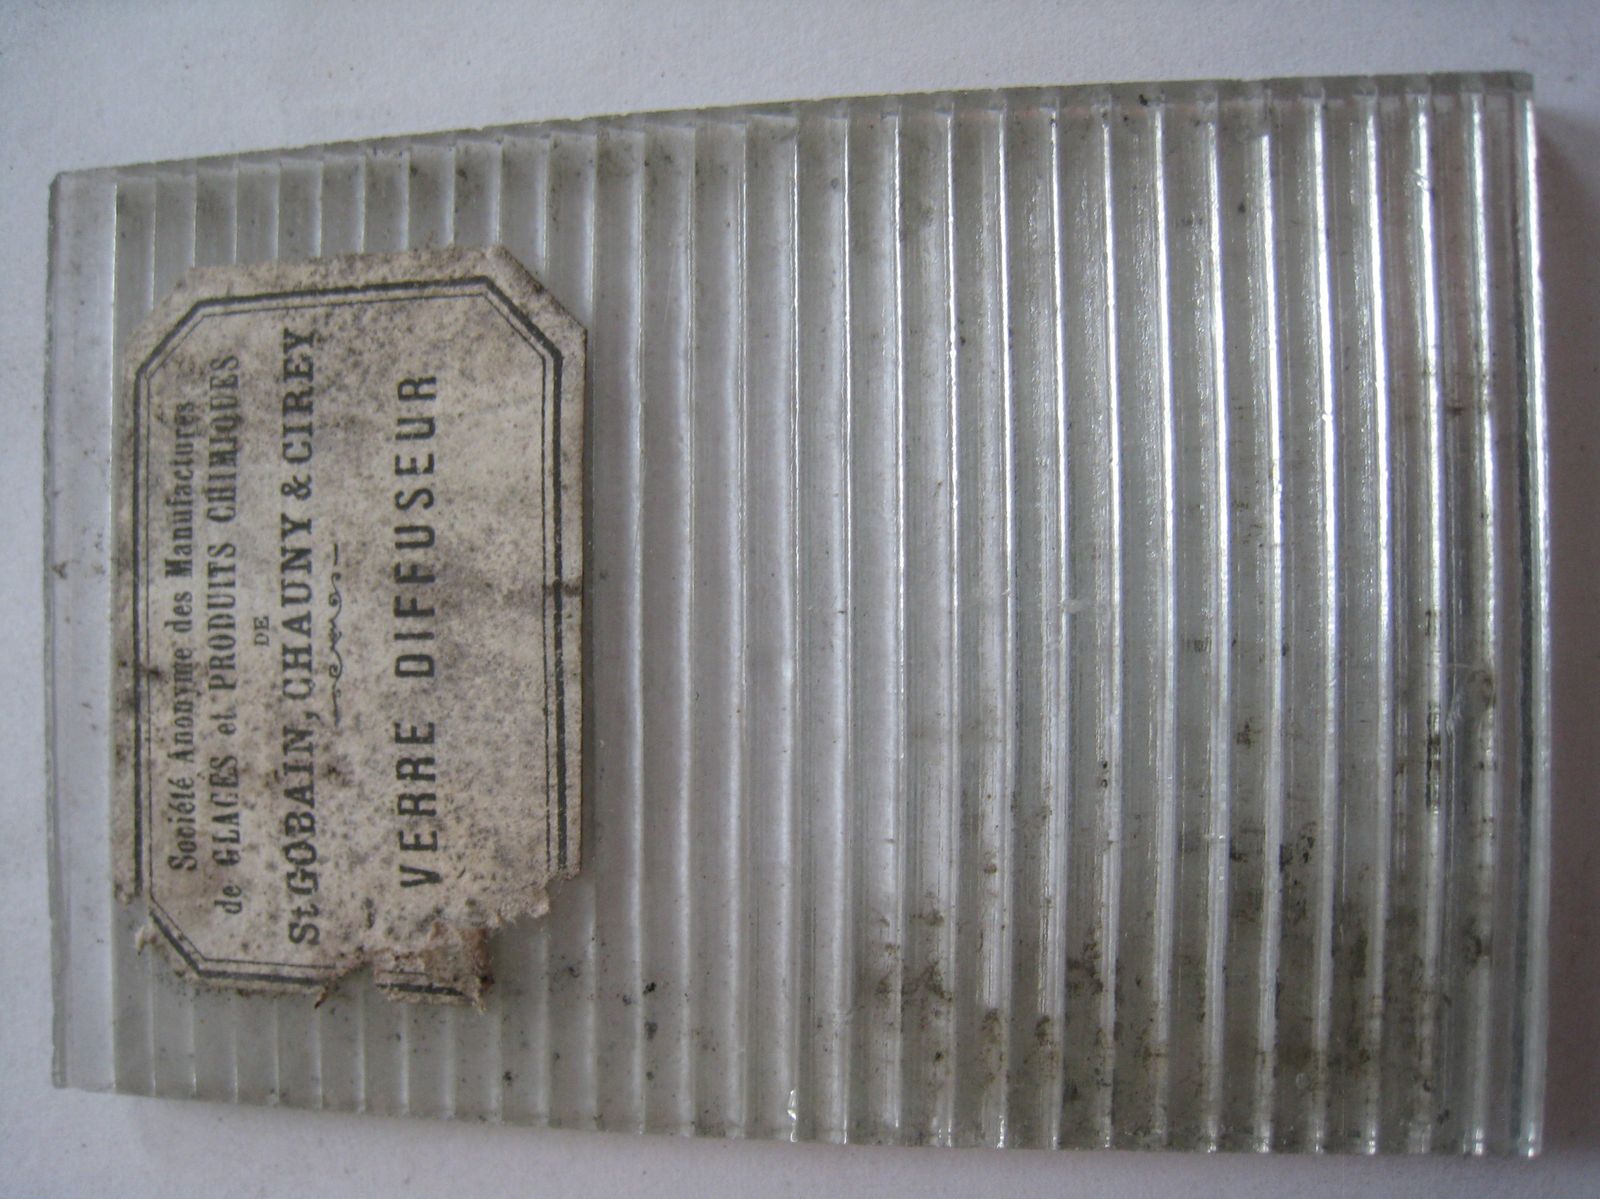 Société Anonyme des Manufactures
de GLACES et PRODUITS CHIMIQUES
DE
St GOBAIN, CHAUNY & CIREY
VERRE DIFFUSEUR